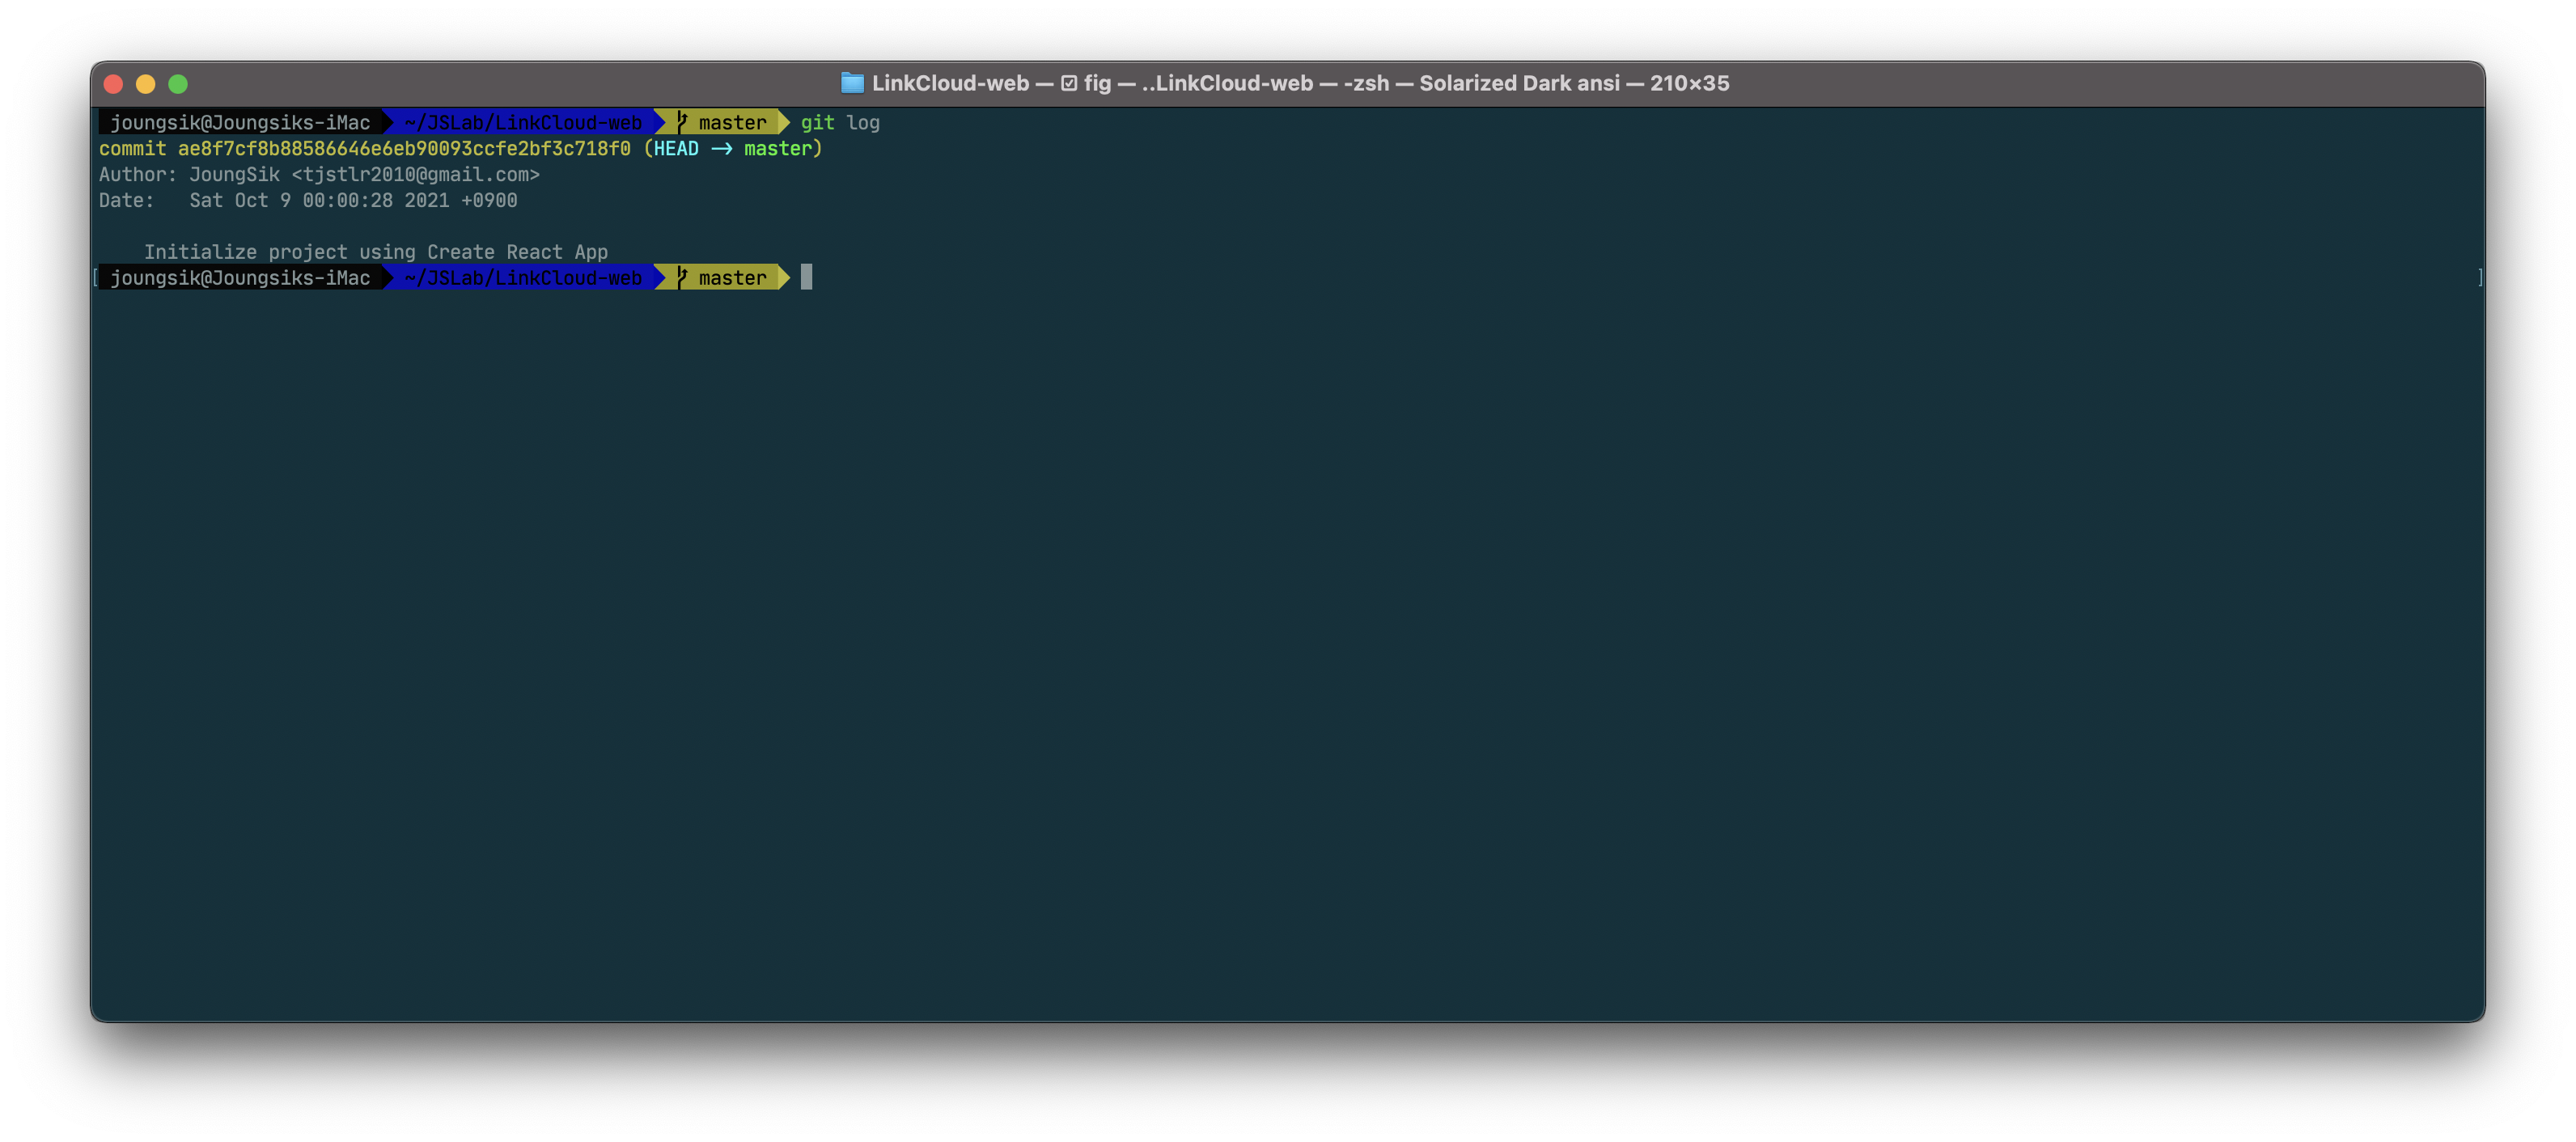 LinkCloud-web — fig — ..LinkCloud-web — -zsh — Solarized Dark ansi — 210×35
joungsik@Joungsiks-iMac ~/JSLab/LinkCloud-web master git log
commit ae8f7cf8b88586646e6eb90093ccfe2bf3c718f0 (HEAD -> master)
Author: JoungSik <tjstlr2010@gmail.com>
Date:   Sat Oct 9 00:00:28 2021 +0900
    Initialize project using Create React App
[joungsik@Joungsiks-iMac ~/JSLab/LinkCloud-web master ]